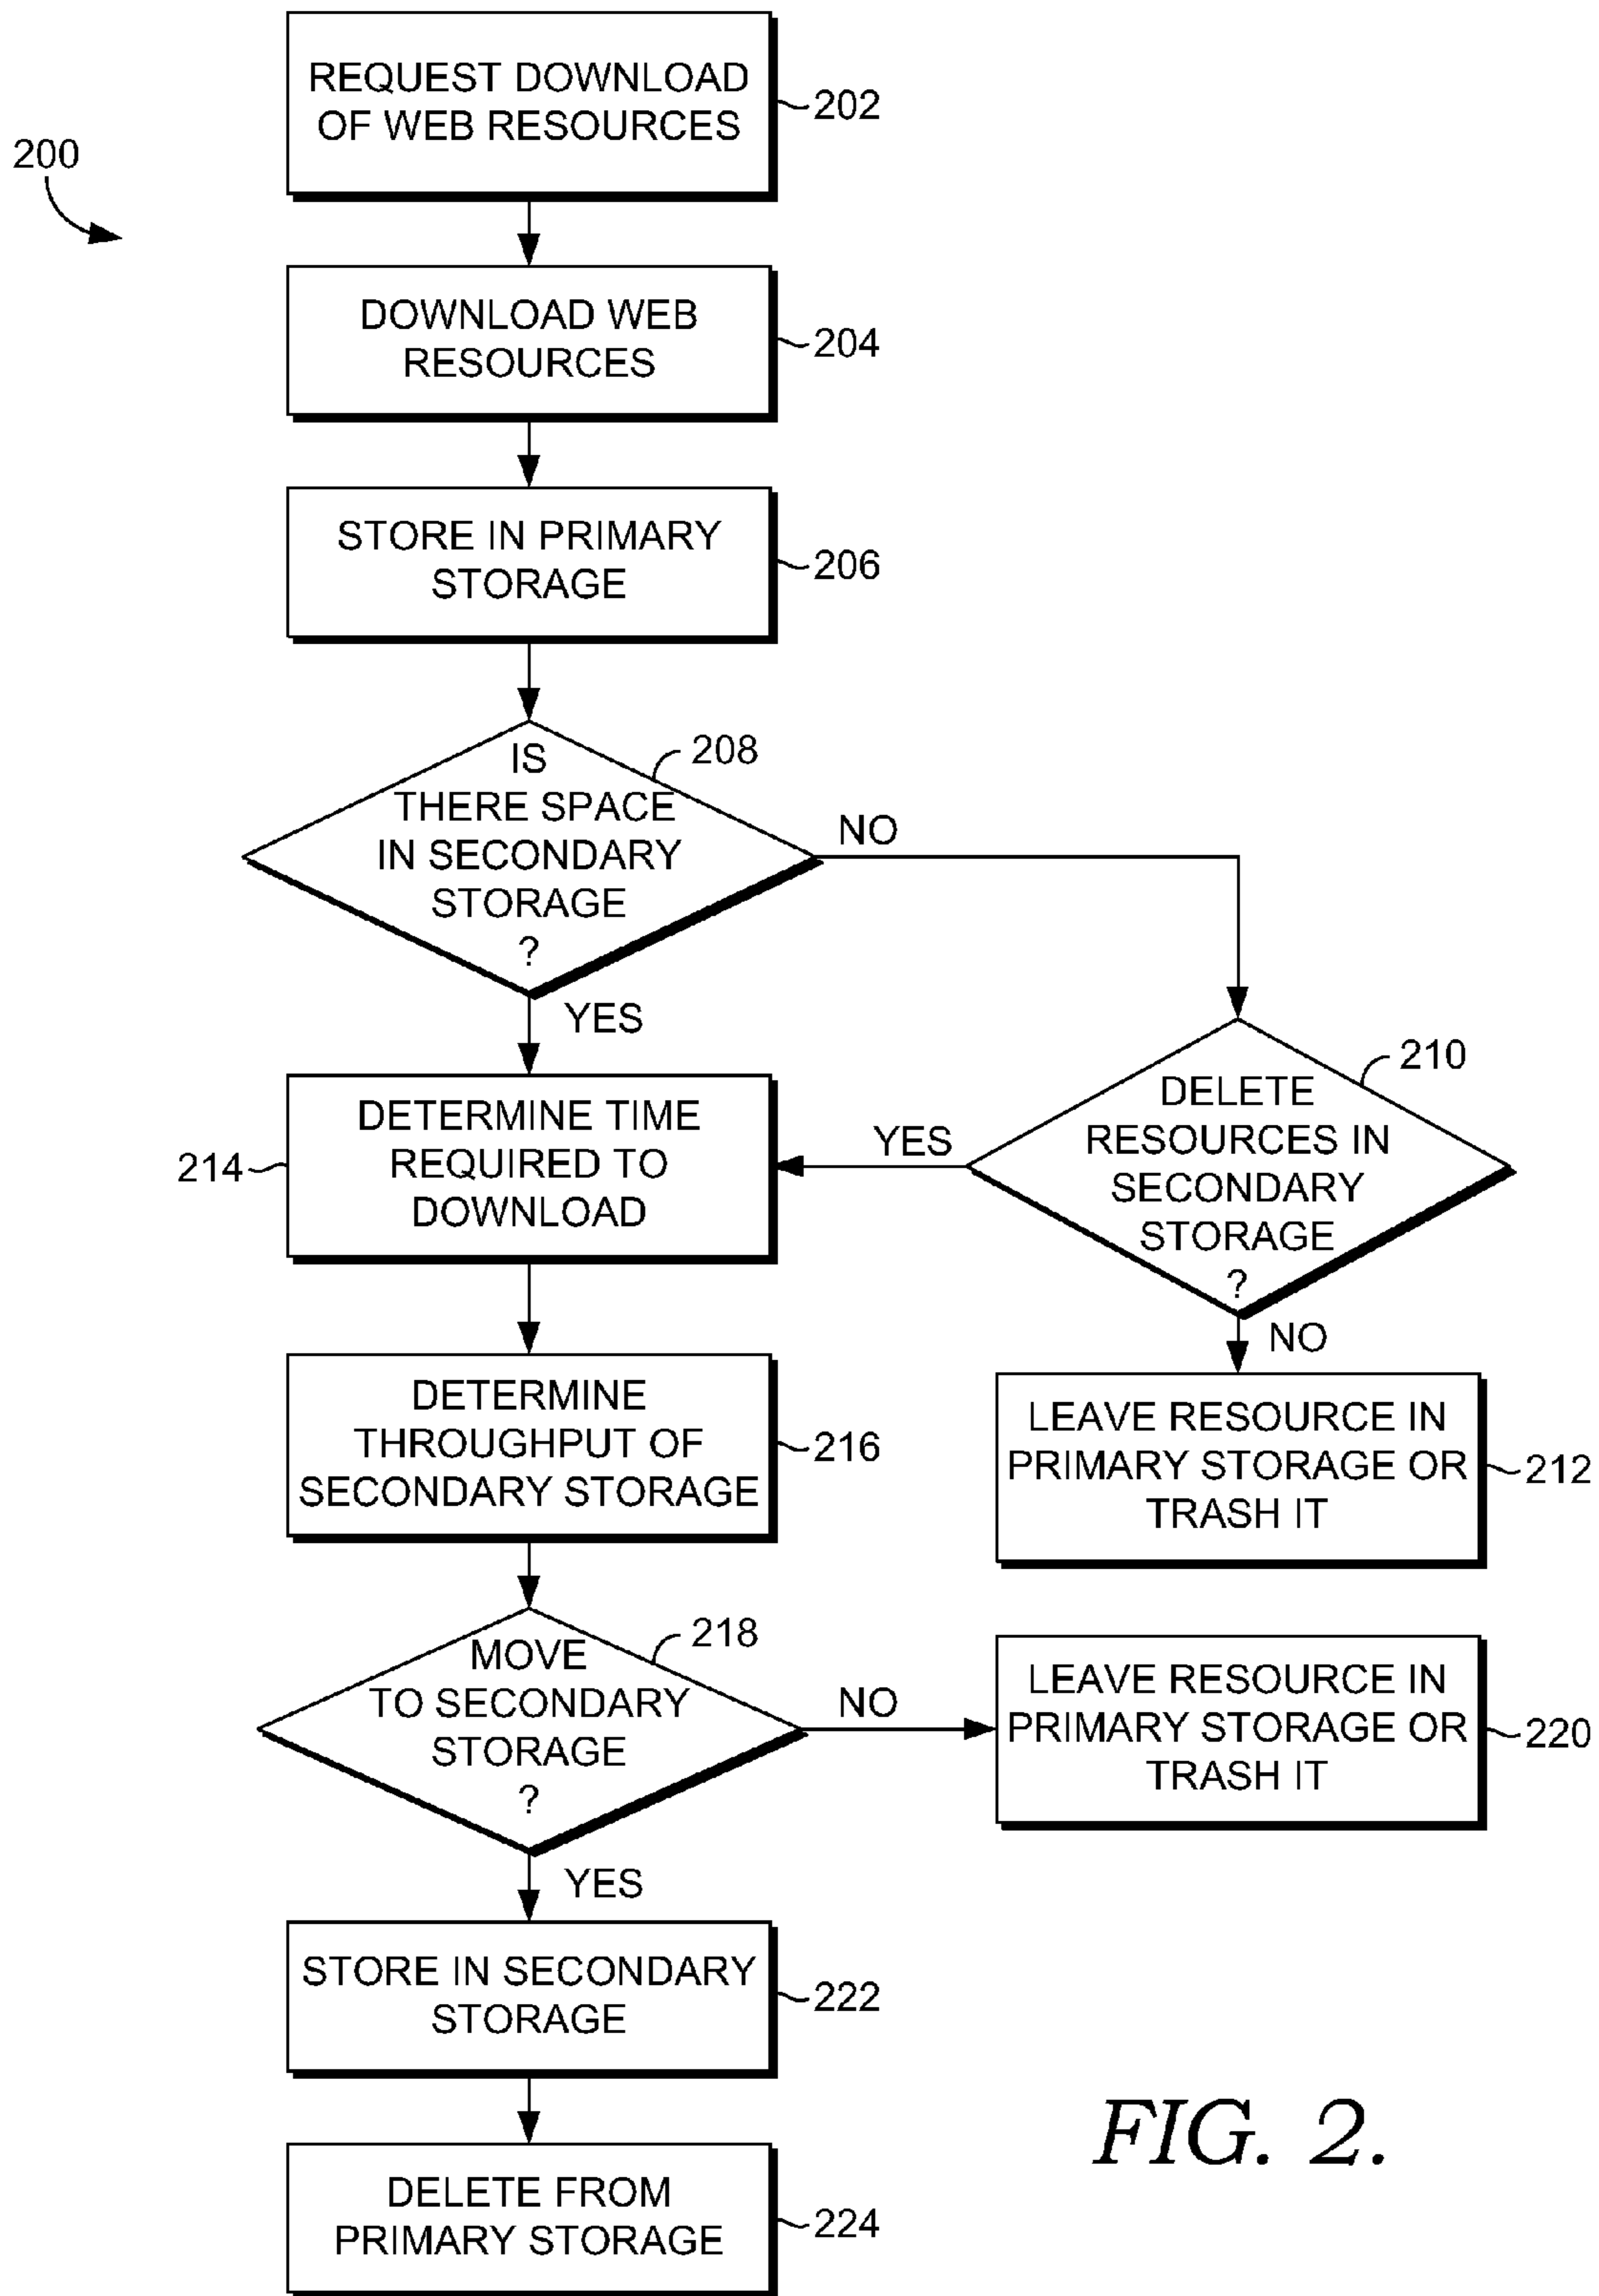 200
REQUEST DOWNLOAD
OF WEB RESOURCES
202
DOWNLOAD WEB
RESOURCES
204
STORE IN PRIMARY
STORAGE
206
IS
THERE SPACE
IN SECONDARY
STORAGE
?
208
NO
YES
DELETE
RESOURCES IN
SECONDARY
STORAGE
?
210
YES
NO
LEAVE RESOURCE IN
PRIMARY STORAGE OR
TRASH IT
212
DETERMINE TIME
REQUIRED TO
DOWNLOAD
214
DETERMINE
THROUGHPUT OF
SECONDARY STORAGE
216
MOVE
TO SECONDARY
STORAGE
?
218
NO
LEAVE RESOURCE IN
PRIMARY STORAGE OR
TRASH IT
220
YES
STORE IN SECONDARY
STORAGE
222
DELETE FROM
PRIMARY STORAGE
224
FIG. 2.